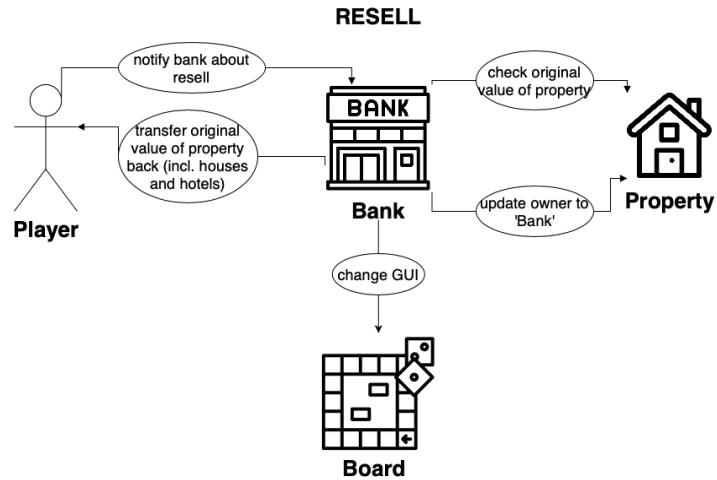 RESELL
notify bank about
resell
check original
value of property
BANK
transfer original
value of property
back (incl. houses
and hotels)
update owner to
'Bank'
Property
Bank
Player
change GUI
Board